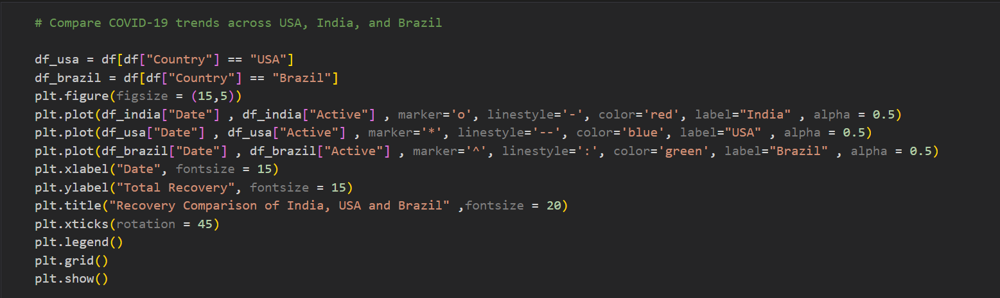 # Compare COVID-19 trends across USA, India, and Brazil
df_usa = df[df["Country"] == "USA"]
df_brazil = df[df["Country"] == "Brazil"]
plt.figure(figsize = (15,5))
plt.plot(df_india["Date"] , df_india["Active"] , marker='o', linestyle='-', color='red', label="India" , alpha = 0.5)
plt.plot(df_usa["Date"] , df_usa["Active"] , marker='*', linestyle='--', color='blue', label="USA" , alpha = 0.5)
plt.plot(df_brazil["Date"] , df_brazil["Active"] , marker='^', linestyle=':', color='green', label="Brazil" , alpha = 0.5)
plt.xlabel("Date", fontsize = 15)
plt.ylabel("Total Recovery", fontsize = 15)
plt.title("Recovery Comparison of India, USA and Brazil" ,fontsize = 20)
plt.xticks(rotation = 45)
plt.legend()
plt.grid()
plt.show()